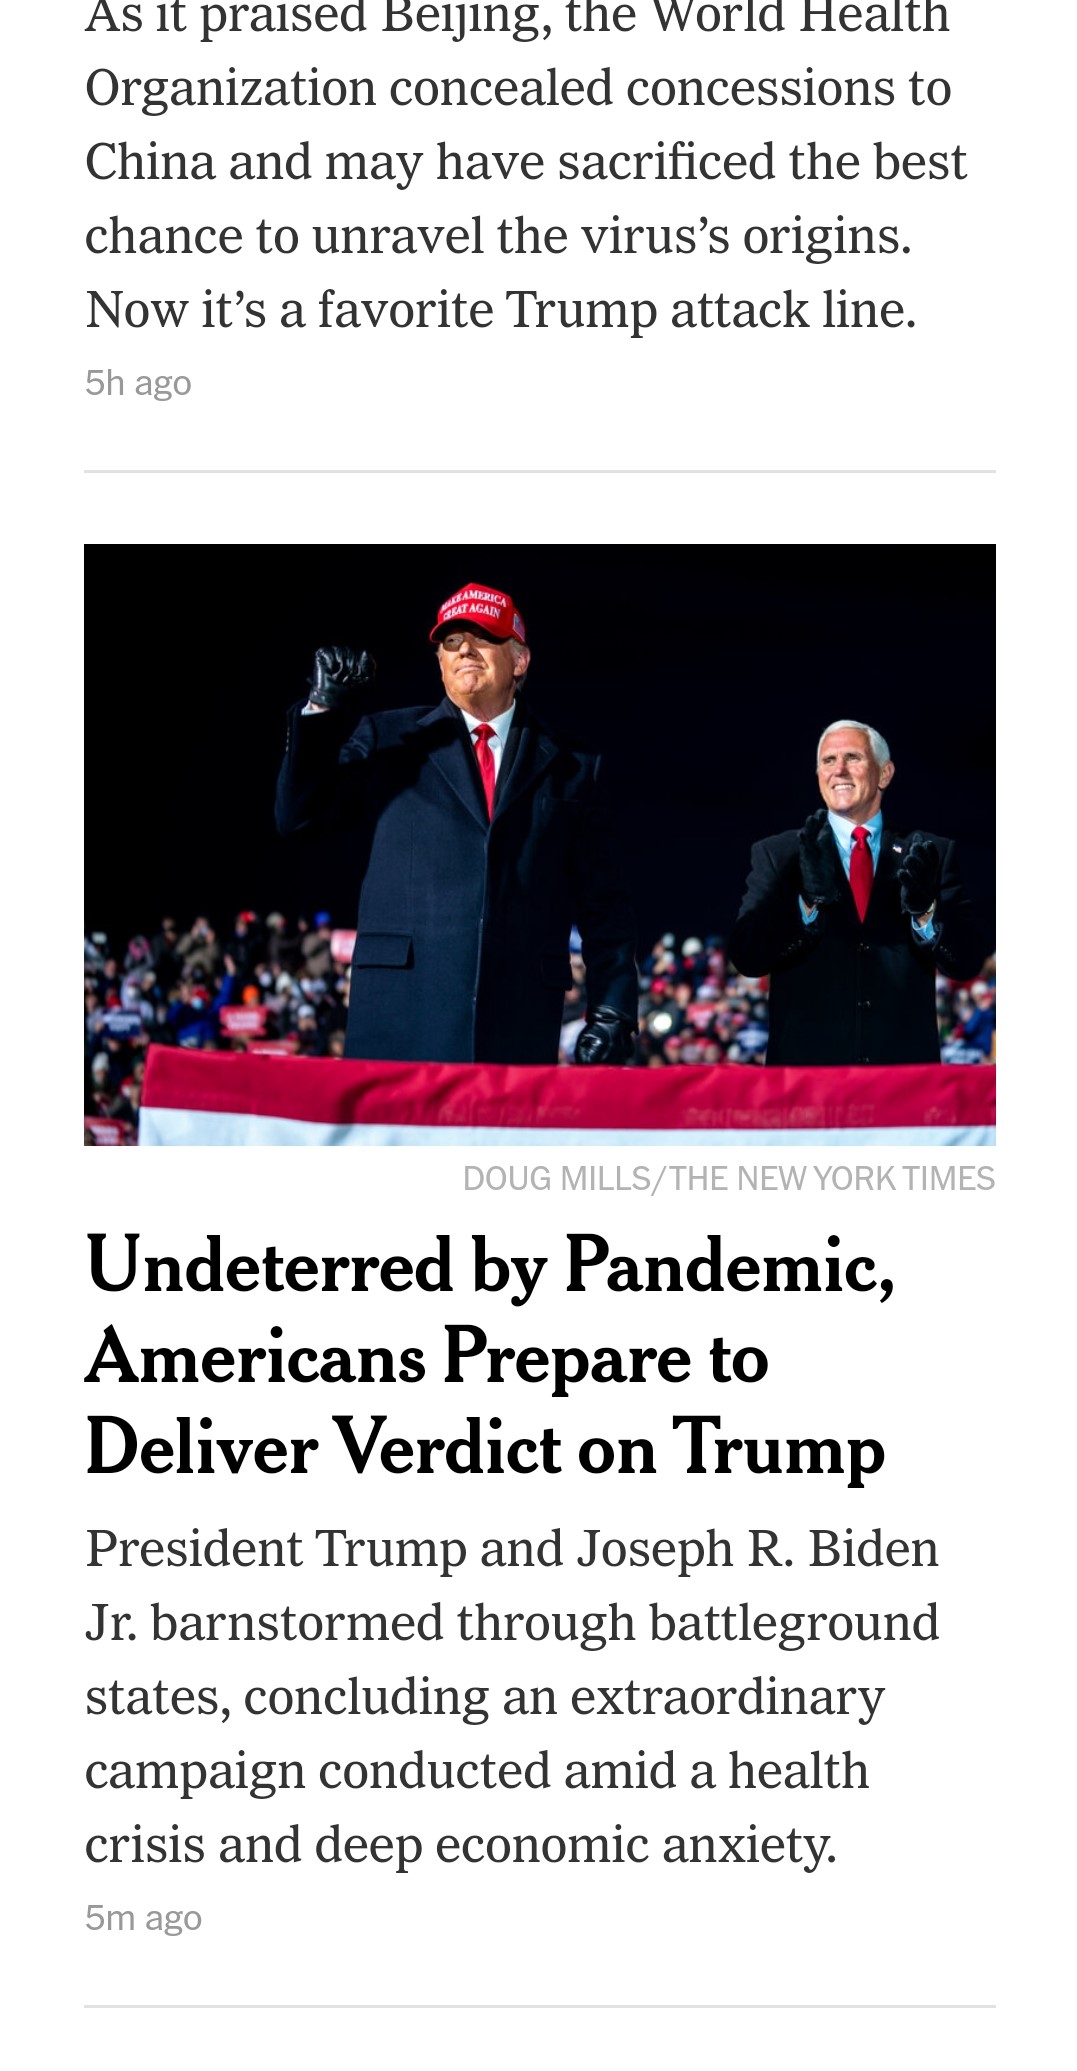 As it praised Beijing, the World Health
Organization concealed concessions to
China and may have sacrificed the best
chance to unravel the virus’s origins.
Now it’s a favorite Trump attack line.
5h ago
MAKE AMERICA
GREAT AGAIN
DOUG MILLS/THE NEW YORK TIMES
Undeterred by Pandemic,
Americans Prepare to
Deliver Verdict on Trump
President Trump and Joseph R. Biden
Jr. barnstormed through battleground
states, concluding an extraordinary
campaign conducted amid a health
crisis and deep economic anxiety.
5m ago